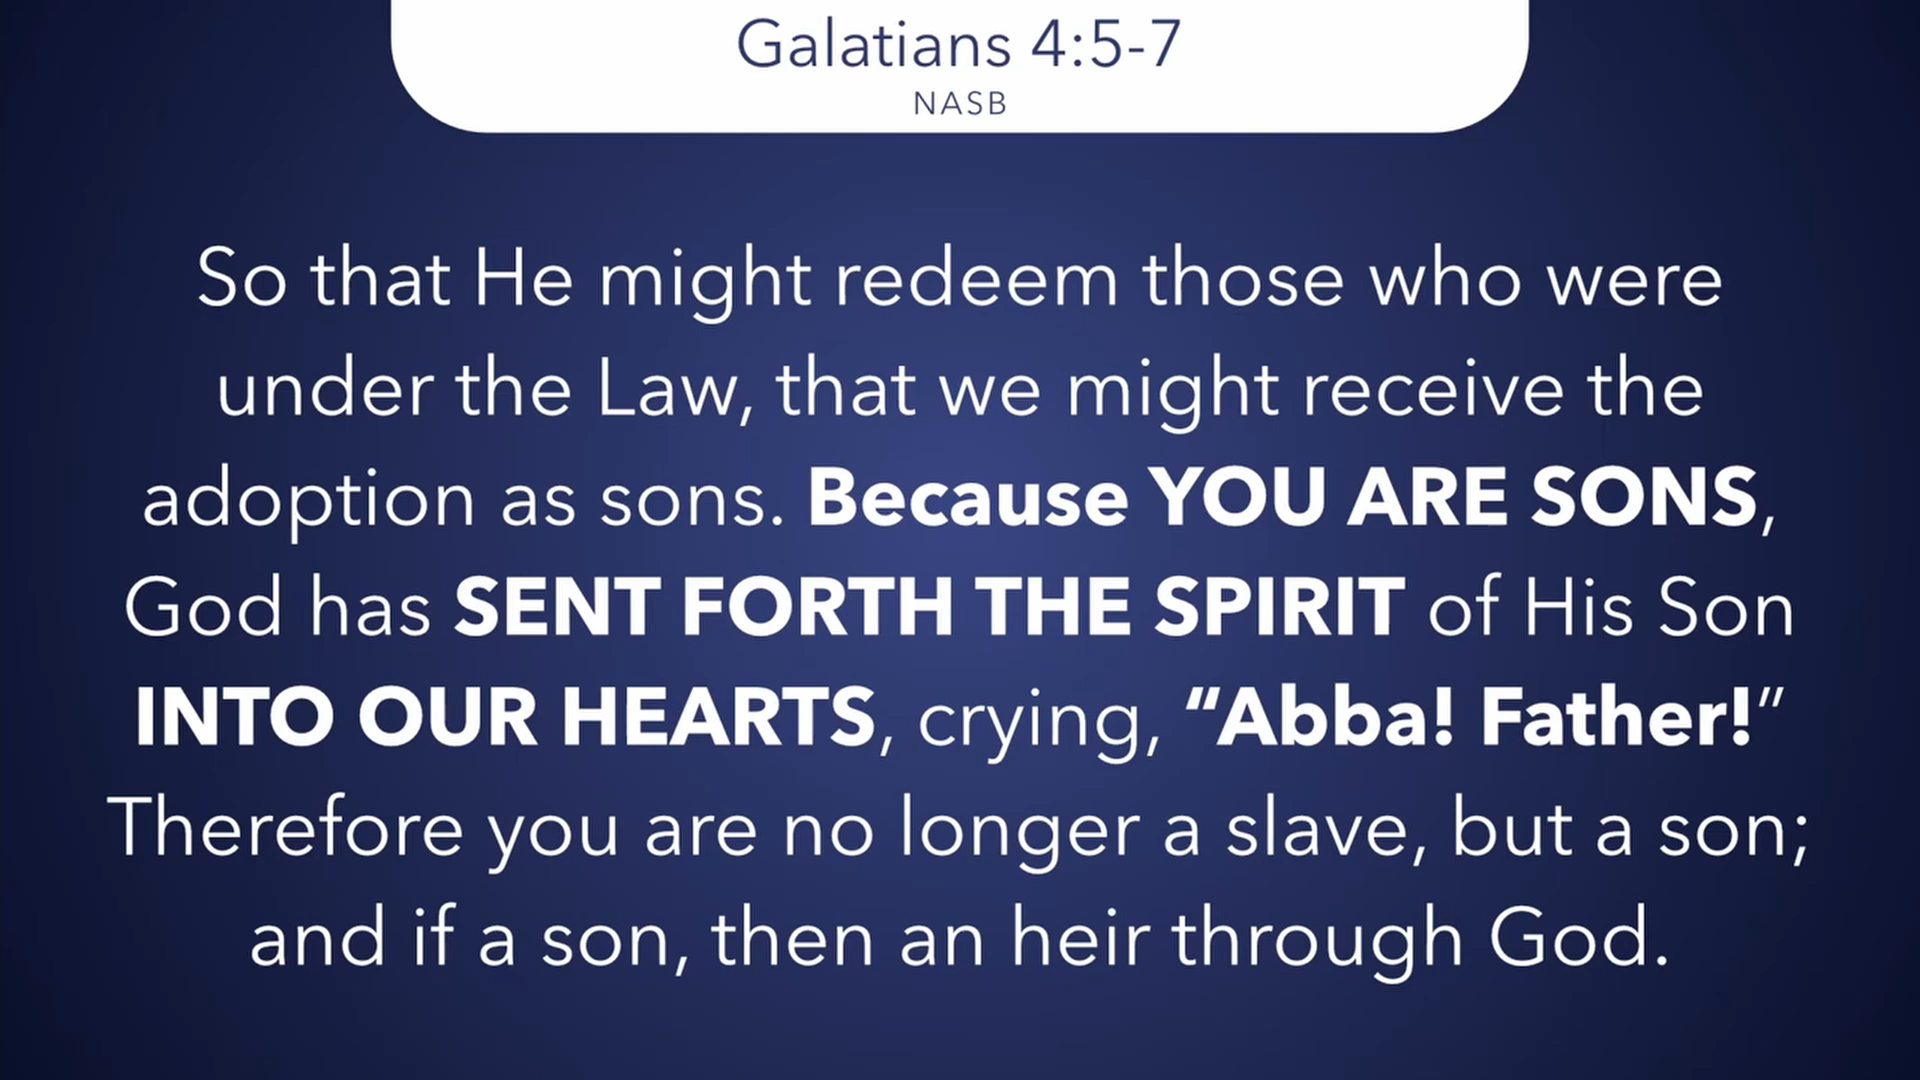 Galatians 4:5-7
NASB
So that He might redeem those who were
under the Law, that we might receive the
adoption as sons. Because YOU ARE SONS,
God has SENT FORTH THE SPIRIT of His Son
INTO OUR HEARTS, crying, “Abba! Father!”
Therefore you are no longer a slave, but a son;
and if a son, then an heir through God.